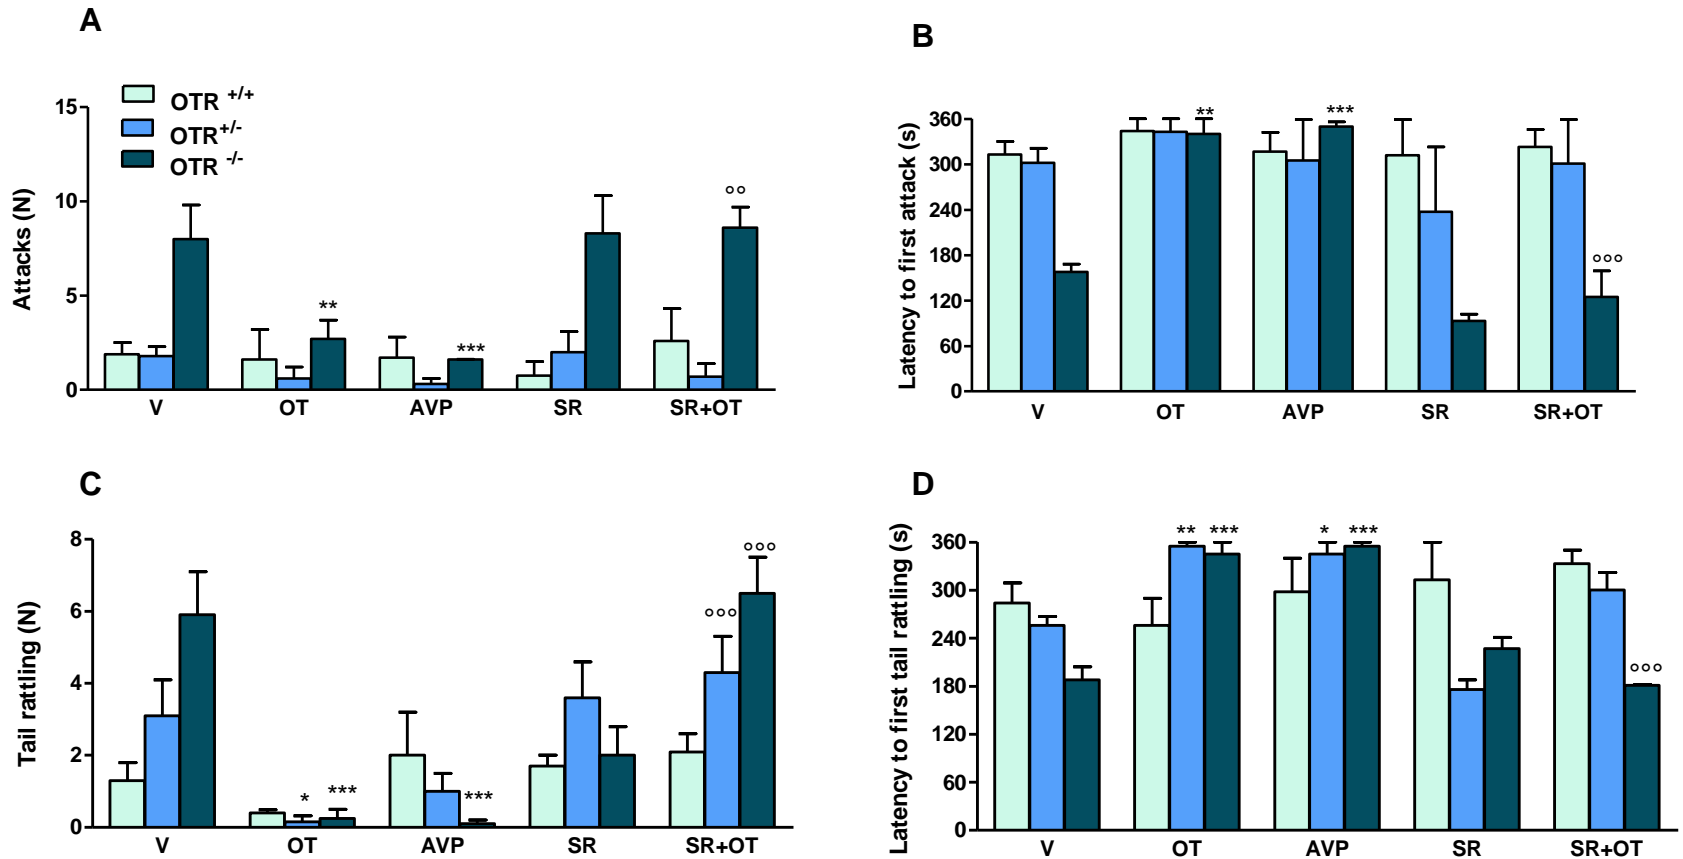 A
OTR +/+
OTR+/-
OTR -/-
Attacks (N)
15
10
5
0
**
***
°°
V OT AVP SR SR+OT
B
Latency to first attack (s)
360
300
240
180
120
60
0
**
***
°°°
V OT AVP SR SR+OT
C
Tail rattling (N)
8
6
4
2
0
*
***
***
°°°
°°°
V OT AVP SR SR+OT
D
Latency to first tail rattling (s)
360
300
240
180
120
60
0
** ***
* ***
°°°
V OT AVP SR SR+OT